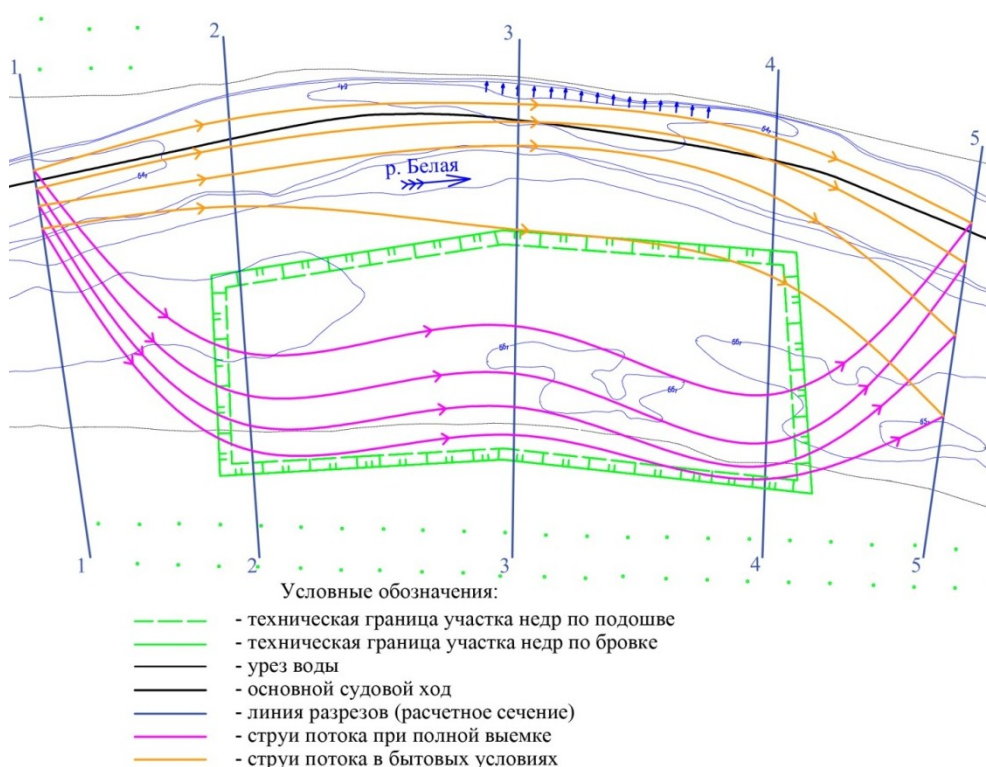 1
2
3
4
5
р. Белая
1
2
3
4
5
Условные обозначения:
- техническая граница участка недр по подошве
- техническая граница участка недр по бровке
- урез воды
- основной судовой ход
- линия разрезов (расчетное сечение)
- струи потока при полной выемке
- струи потока в бытовых условиях